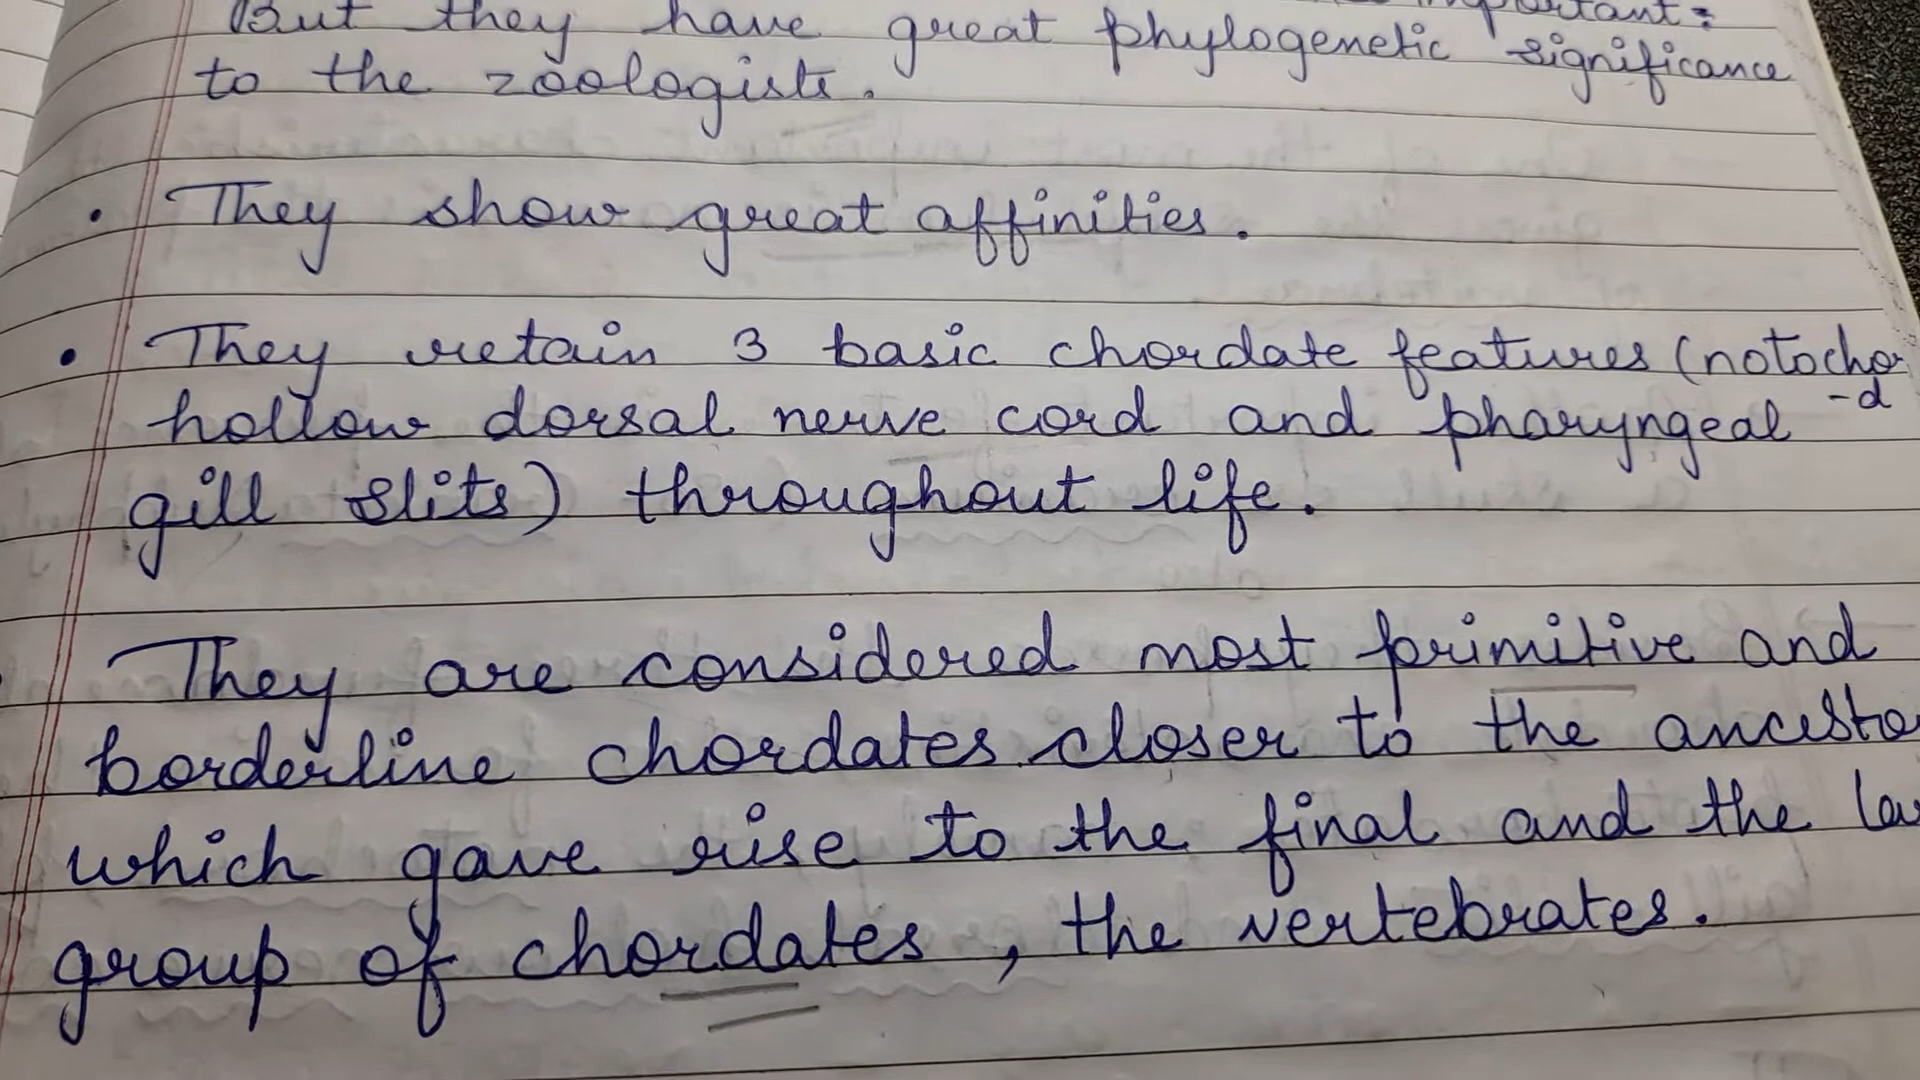 important:
But they have great phylogenetic significance
to the zoologists.
• They show great affinities.
• They retain 3 basic chordate features (notocho
-d
hollow dorsal nerve cord and pharyngeal
gill slits) throughout life.
They are considered most primitive and
borderline chordates closer to the ancesto
which gave rise to the final and the
group of chordates, the vertebrates.